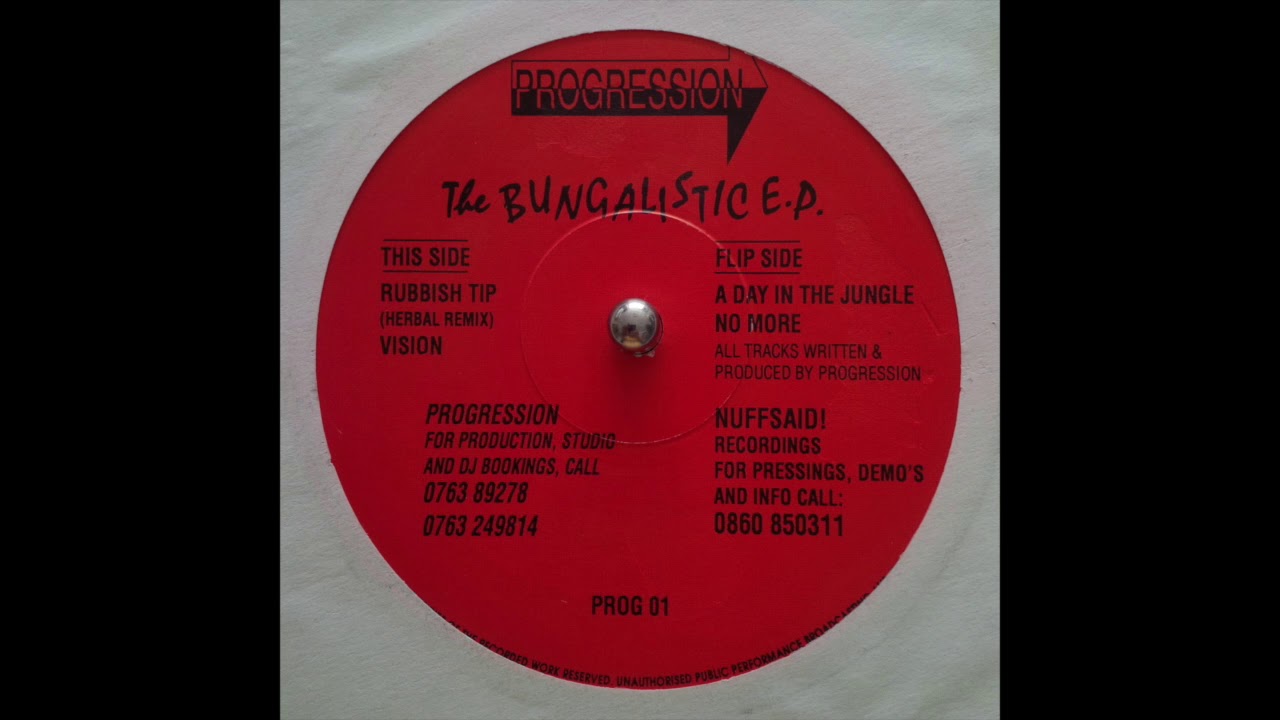 PROGRESSION
The BUNGALISTIC E.P.
THIS SIDE
RUBBISH TIP
(HERBAL REMIX)
VISION
FLIP SIDE
A DAY IN THE JUNGLE
NO MORE
ALL TRACKS WRITTEN &
PRODUCED BY PROGRESSION
PROGRESSION
FOR PRODUCTION, STUDIO
AND DJ BOOKINGS, CALL
0763 89278
0763 249814
NUFFSAID!
RECORDINGS
FOR PRESSINGS, DEMO'S
AND INFO CALL:
0860 850311
PROG 01
RECORDED WORK RESERVED, UNAUTHORISED PUBLIC PERFORMANCE